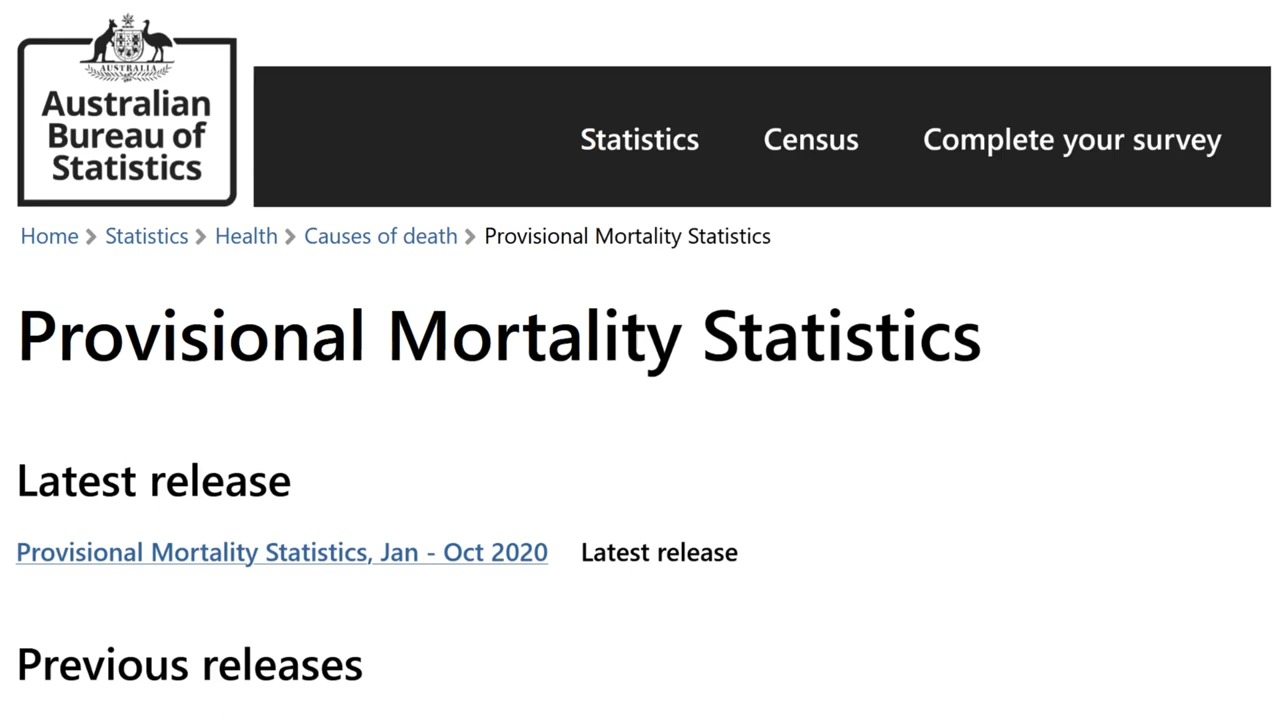 AUSTRALIA
Australian
Bureau of
Statistics
Statistics Census Complete your survey
Home Statistics Health Causes of death Provisional Mortality Statistics
Provisional Mortality Statistics
Latest release
Provisional Mortality Statistics, Jan - Oct 2020 Latest release
Previous releases